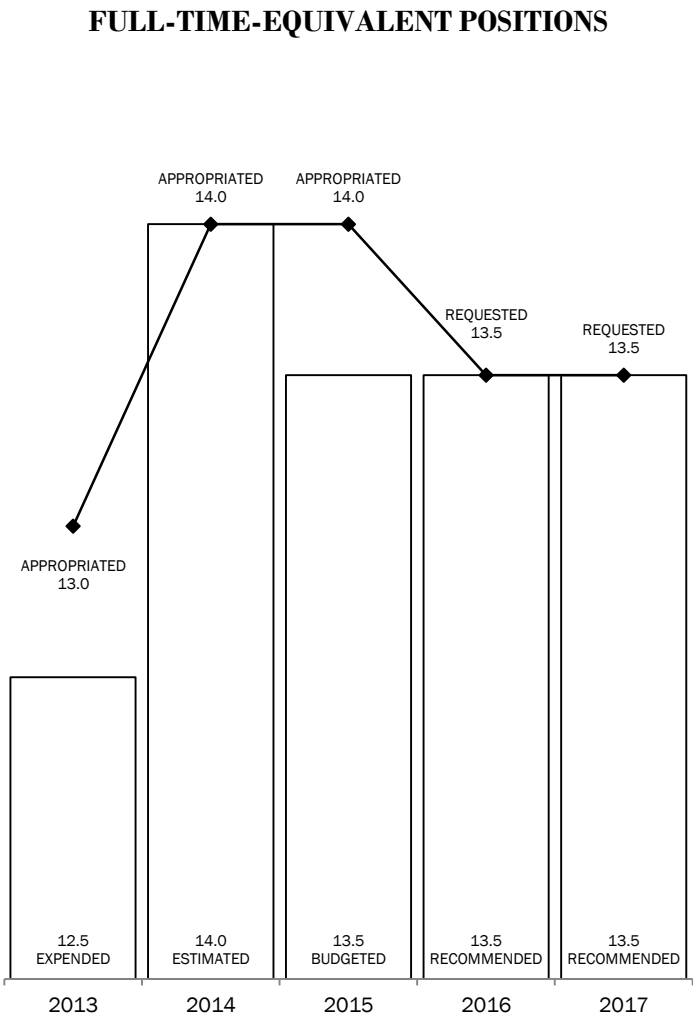 FULL-TIME-EQUIVALENT POSITIONS
APPROPRIATED
14.0
APPROPRIATED
14.0
REQUESTED
13.5
REQUESTED
13.5
APPROPRIATED
13.0
12.5
EXPENDED
14.0
ESTIMATED
13.5
BUDGETED
13.5
RECOMMENDED
13.5
RECOMMENDED
2013
2014
2015
2016
2017